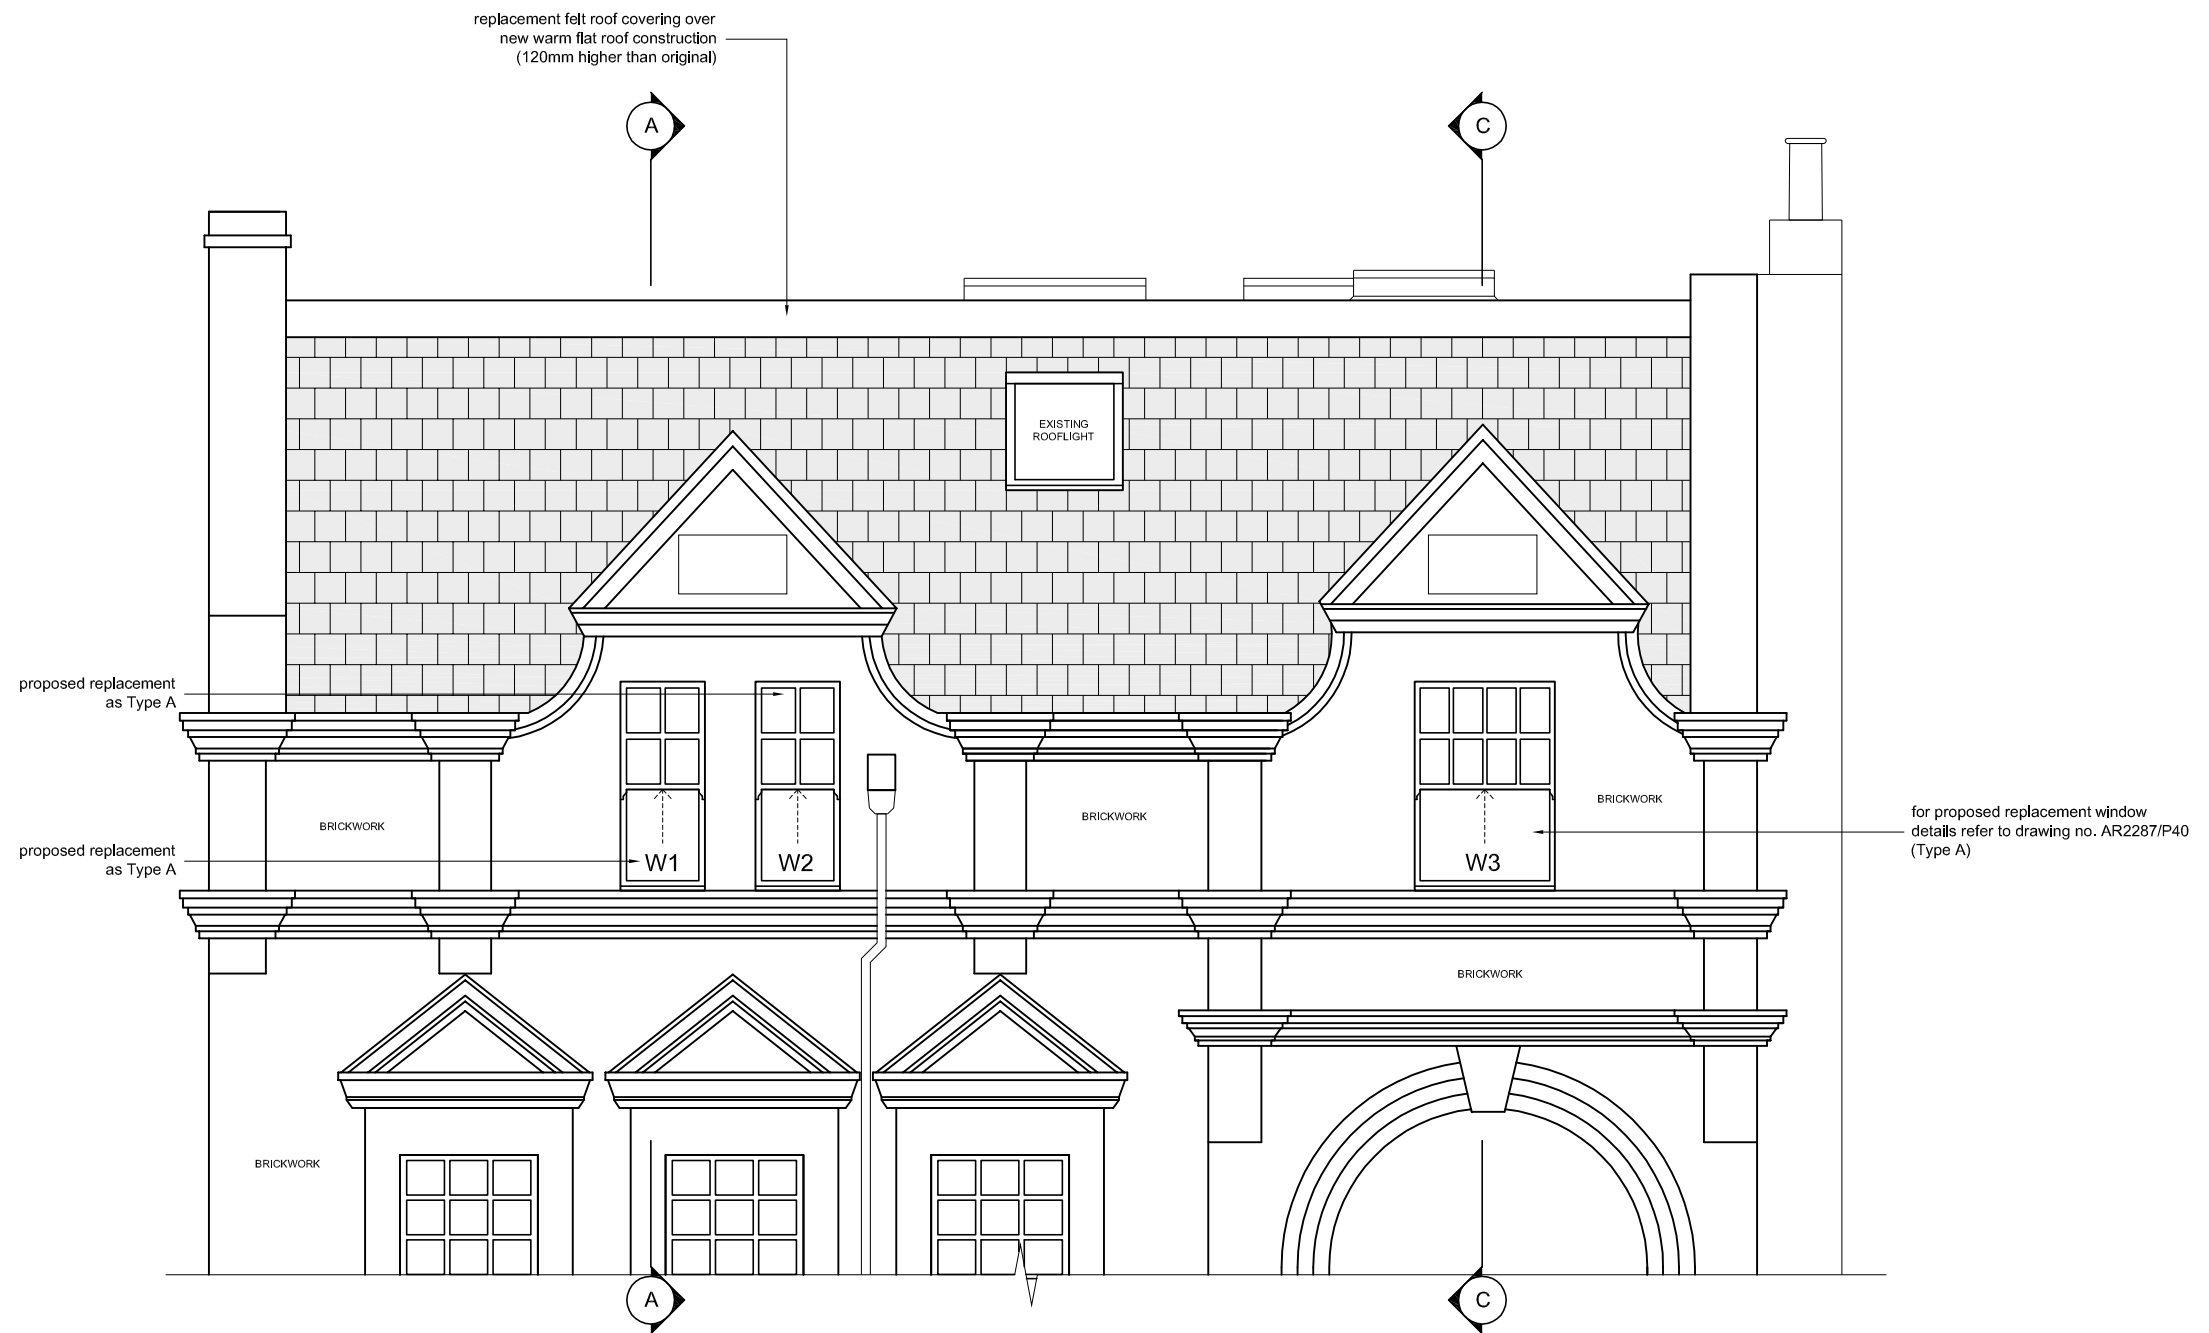 replacement felt roof covering over
new warm flat roof construction
(120mm higher than original)
A
C
EXISTING
ROOFLIGHT
proposed replacement
as Type A
BRICKWORK
BRICKWORK
BRICKWORK
for proposed replacement window
details refer to drawing no. AR2287/P40
(Type A)
proposed replacement
as Type A
W1
W2
W3
BRICKWORK
BRICKWORK
A
C